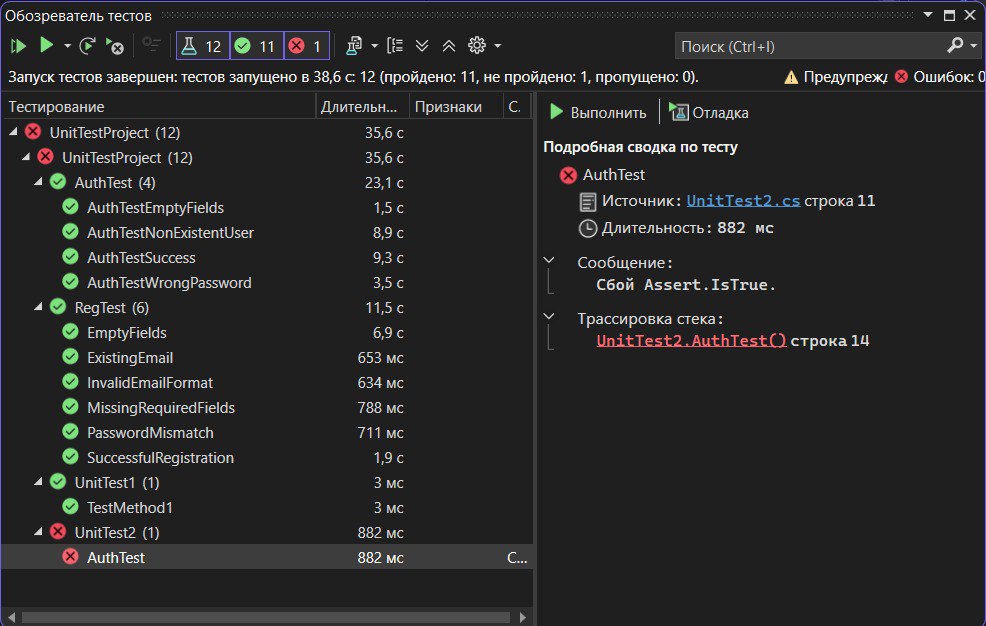 Обозреватель тестов
12 11 1
Поиск (Ctrl+I)
Запуск тестов завершен: тестов запущено в 38,6 с: 12 (пройдено: 11, не пройдено: 1, пропущено: 0).
Предупрежд
Ошибок: 0
Тестирование Длительн... Признаки С.
UnitTestProject (12) 35,6 с
UnitTestProject (12) 35,6 с
AuthTest (4) 23,1 с
AuthTestEmptyFields 1,5 с
AuthTestNonExistentUser 8,9 с
AuthTestSuccess 9,3 с
AuthTestWrongPassword 3,5 с
RegTest (6) 11,5 с
EmptyFields 6,9 с
ExistingEmail 653 мс
InvalidEmailFormat 634 мс
MissingRequiredFields 788 мс
PasswordMismatch 711 мс
SuccessfulRegistration 1,9 с
UnitTest1 (1) 3 мс
TestMethod1 3 мс
UnitTest2 (1) 882 мс
AuthTest 882 мс С...
Выполнить Отладка
Подробная сводка по тесту
AuthTest
Источник: UnitTest2.cs строка 11
Длительность: 882 мс
Сообщение:
Сбой Assert.IsTrue.
Трассировка стека:
UnitTest2.AuthTest() строка 14